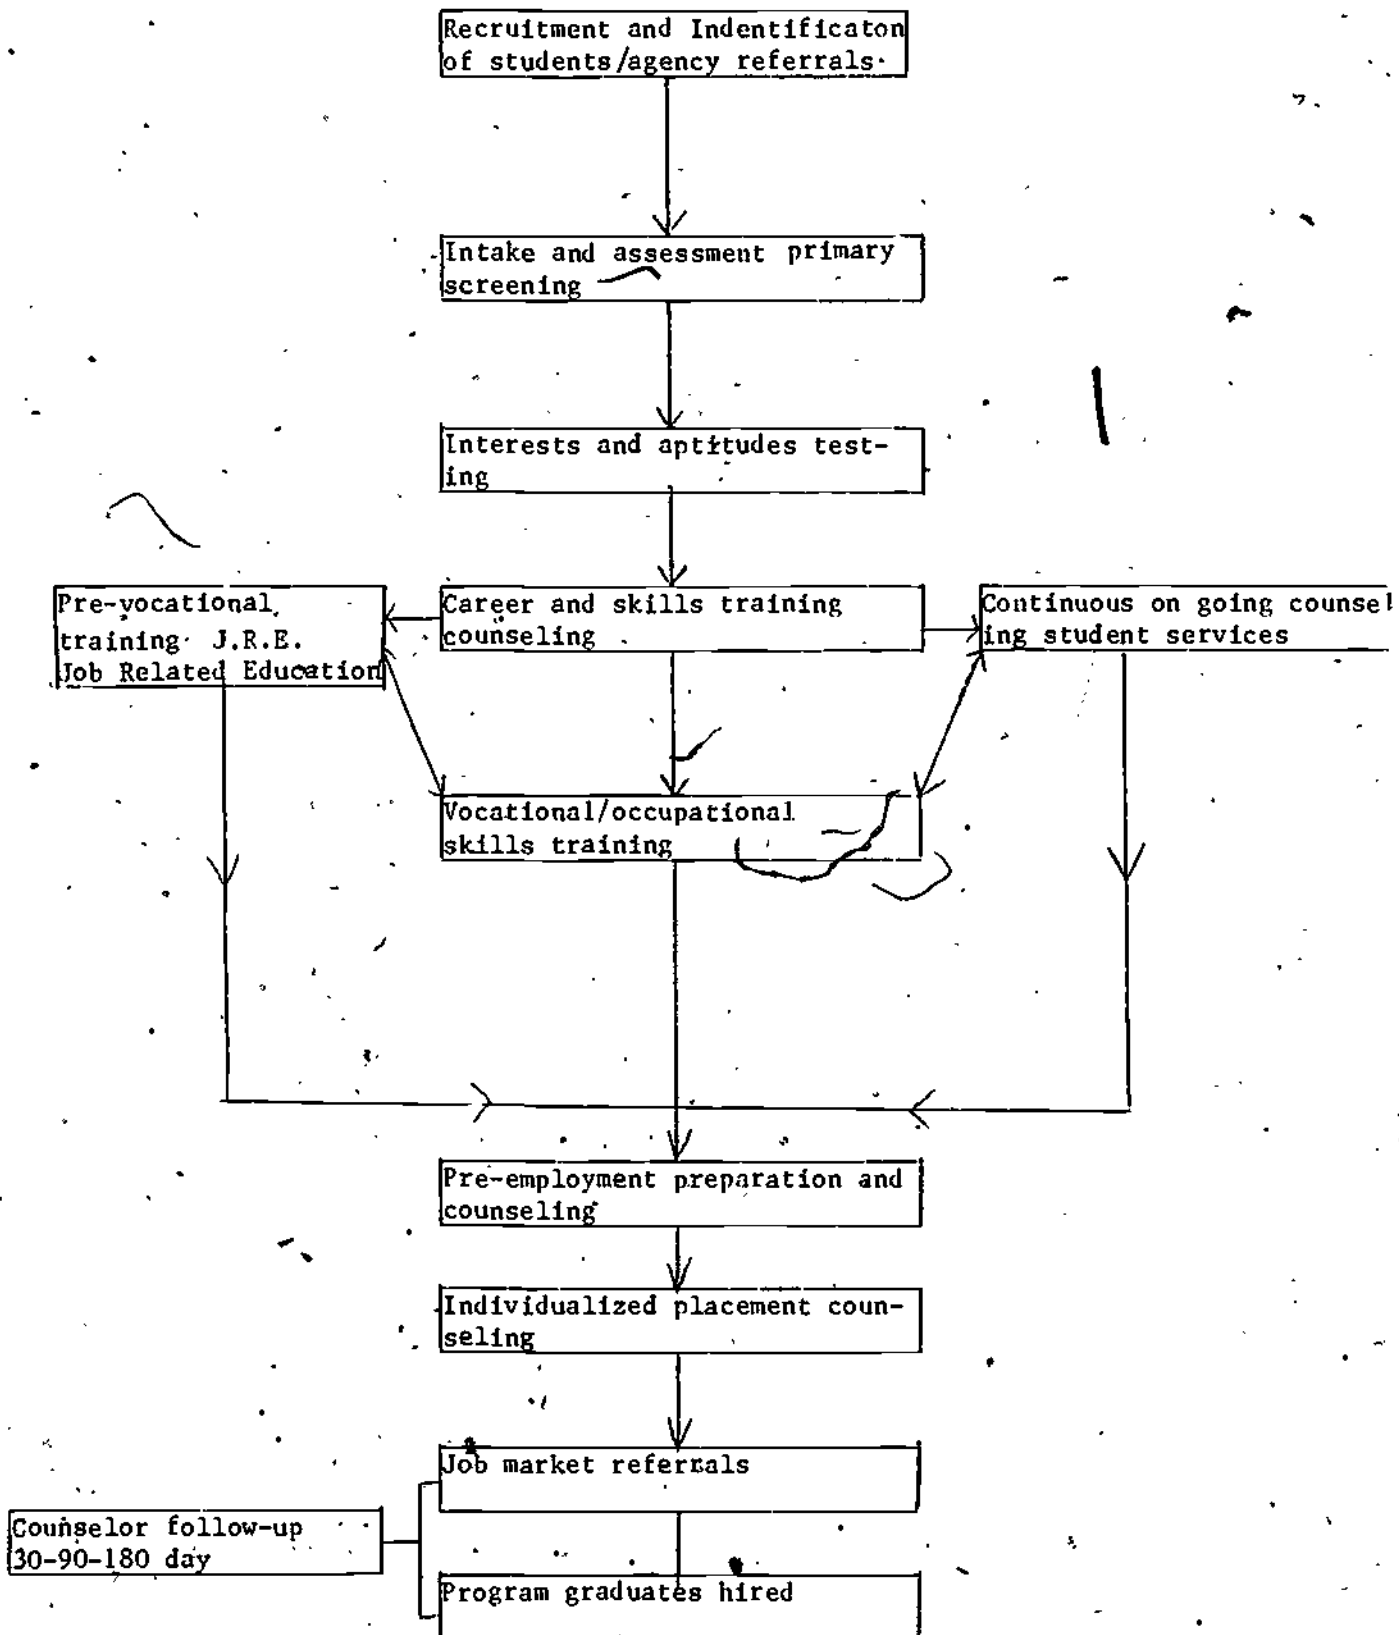 Recruitment and Indentificaton
of students/agency referrals
Intake and assessment primary
screening
Interests and aptitudes test-
ing
Pre-vocational
training J.R.E.
Job Related Education
Career and skills training
counseling
Continuous on going counsel
ing student services
Vocational/occupational
skills training
Pre-employment preparation and
counseling
Individualized placement coun-
seling
Job market referrals
Counselor follow-up
30-90-180 day
Program graduates hired